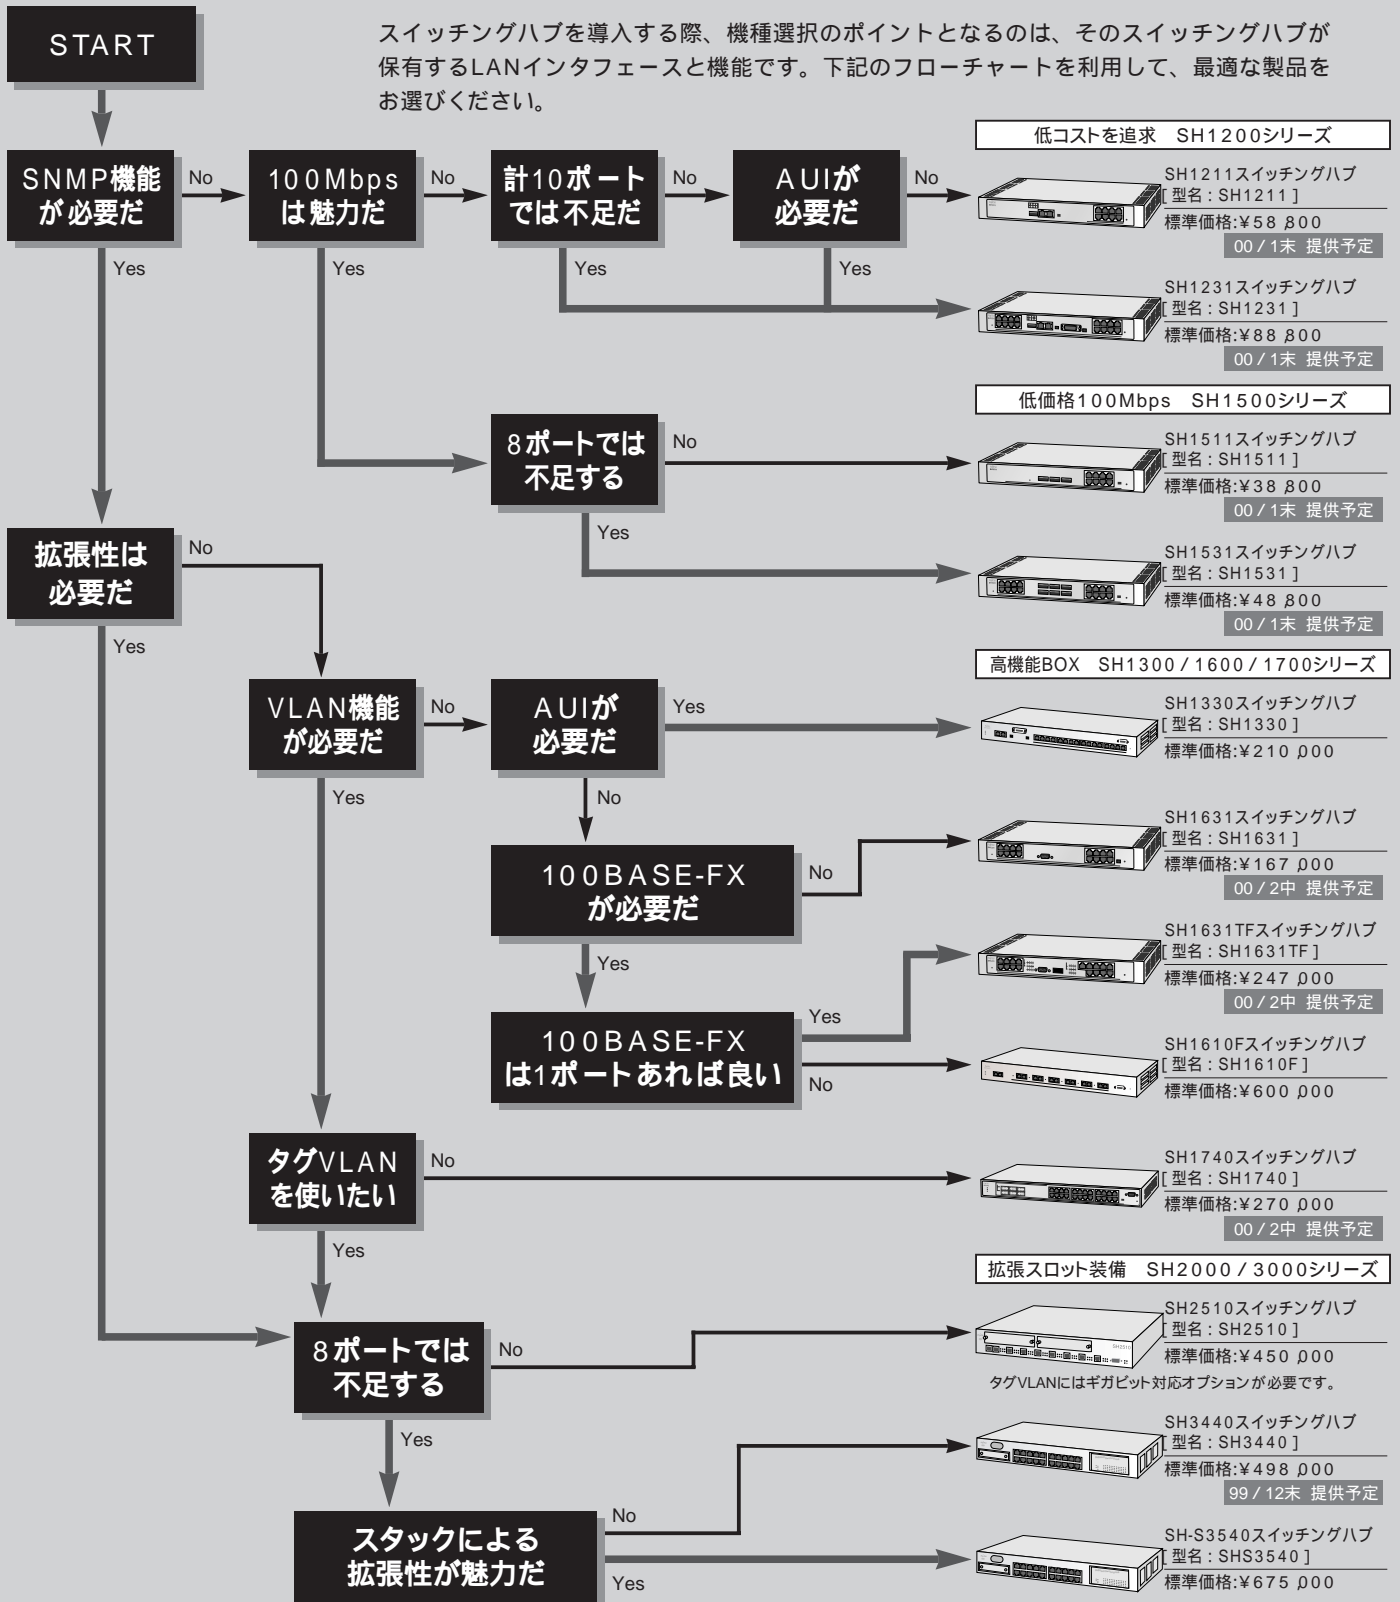 START
スイッチングハブを導入する際、機種選択のポイントとなるのは、そのスイッチングハブが
保有するLANインタフェースと機能です。下記のフローチャートを利用して、最適な製品を
お選びください。
SNMP機能
が必要だ
No
Yes
100Mbps
は魅力だ
No
Yes
計10ポート
では不足だ
No
Yes
AUIが
必要だ
No
Yes
低コストを追求 SH1200シリーズ
SH1211スイッチングハブ
[型名:SH1211]
標準価格:¥58,800
00/1末 提供予定
SH1231スイッチングハブ
[型名:SH1231]
標準価格:¥88,800
00/1末 提供予定
8ポートでは
不足する
No
Yes
低価格100Mbps SH1500シリーズ
SH1511スイッチングハブ
[型名:SH1511]
標準価格:¥38,800
00/1末 提供予定
SH1531スイッチングハブ
[型名:SH1531]
標準価格:¥48,800
00/1末 提供予定
拡張性は
必要だ
No
Yes
VLAN機能
が必要だ
No
Yes
AUIが
必要だ
Yes
No
100BASE-FX
が必要だ
No
Yes
100BASE-FX
は1ポートあれば良い
Yes
No
高機能BOX SH1300/1600/1700シリーズ
SH1330スイッチングハブ
[型名:SH1330]
標準価格:¥210,000
SH1631スイッチングハブ
[型名:SH1631]
標準価格:¥167,000
00/2中 提供予定
SH1631TFスイッチングハブ
[型名:SH1631TF]
標準価格:¥247,000
00/2中 提供予定
SH1610Fスイッチングハブ
[型名:SH1610F]
標準価格:¥600,000
タグVLAN
を使いたい
No
Yes
SH1740スイッチングハブ
[型名:SH1740]
標準価格:¥270,000
00/2中 提供予定
拡張スロット装備 SH2000/3000シリーズ
8ポートでは
不足する
No
Yes
SH2510スイッチングハブ
[型名:SH2510]
標準価格:¥450,000
タグVLANにはギガビット対応オプションが必要です。
SH3440スイッチングハブ
[型名:SH3440]
標準価格:¥498,000
99/12末 提供予定
スタックによる
拡張性が魅力だ
No
Yes
SH-S3540スイッチングハブ
[型名:SHS3540]
標準価格:¥675,000